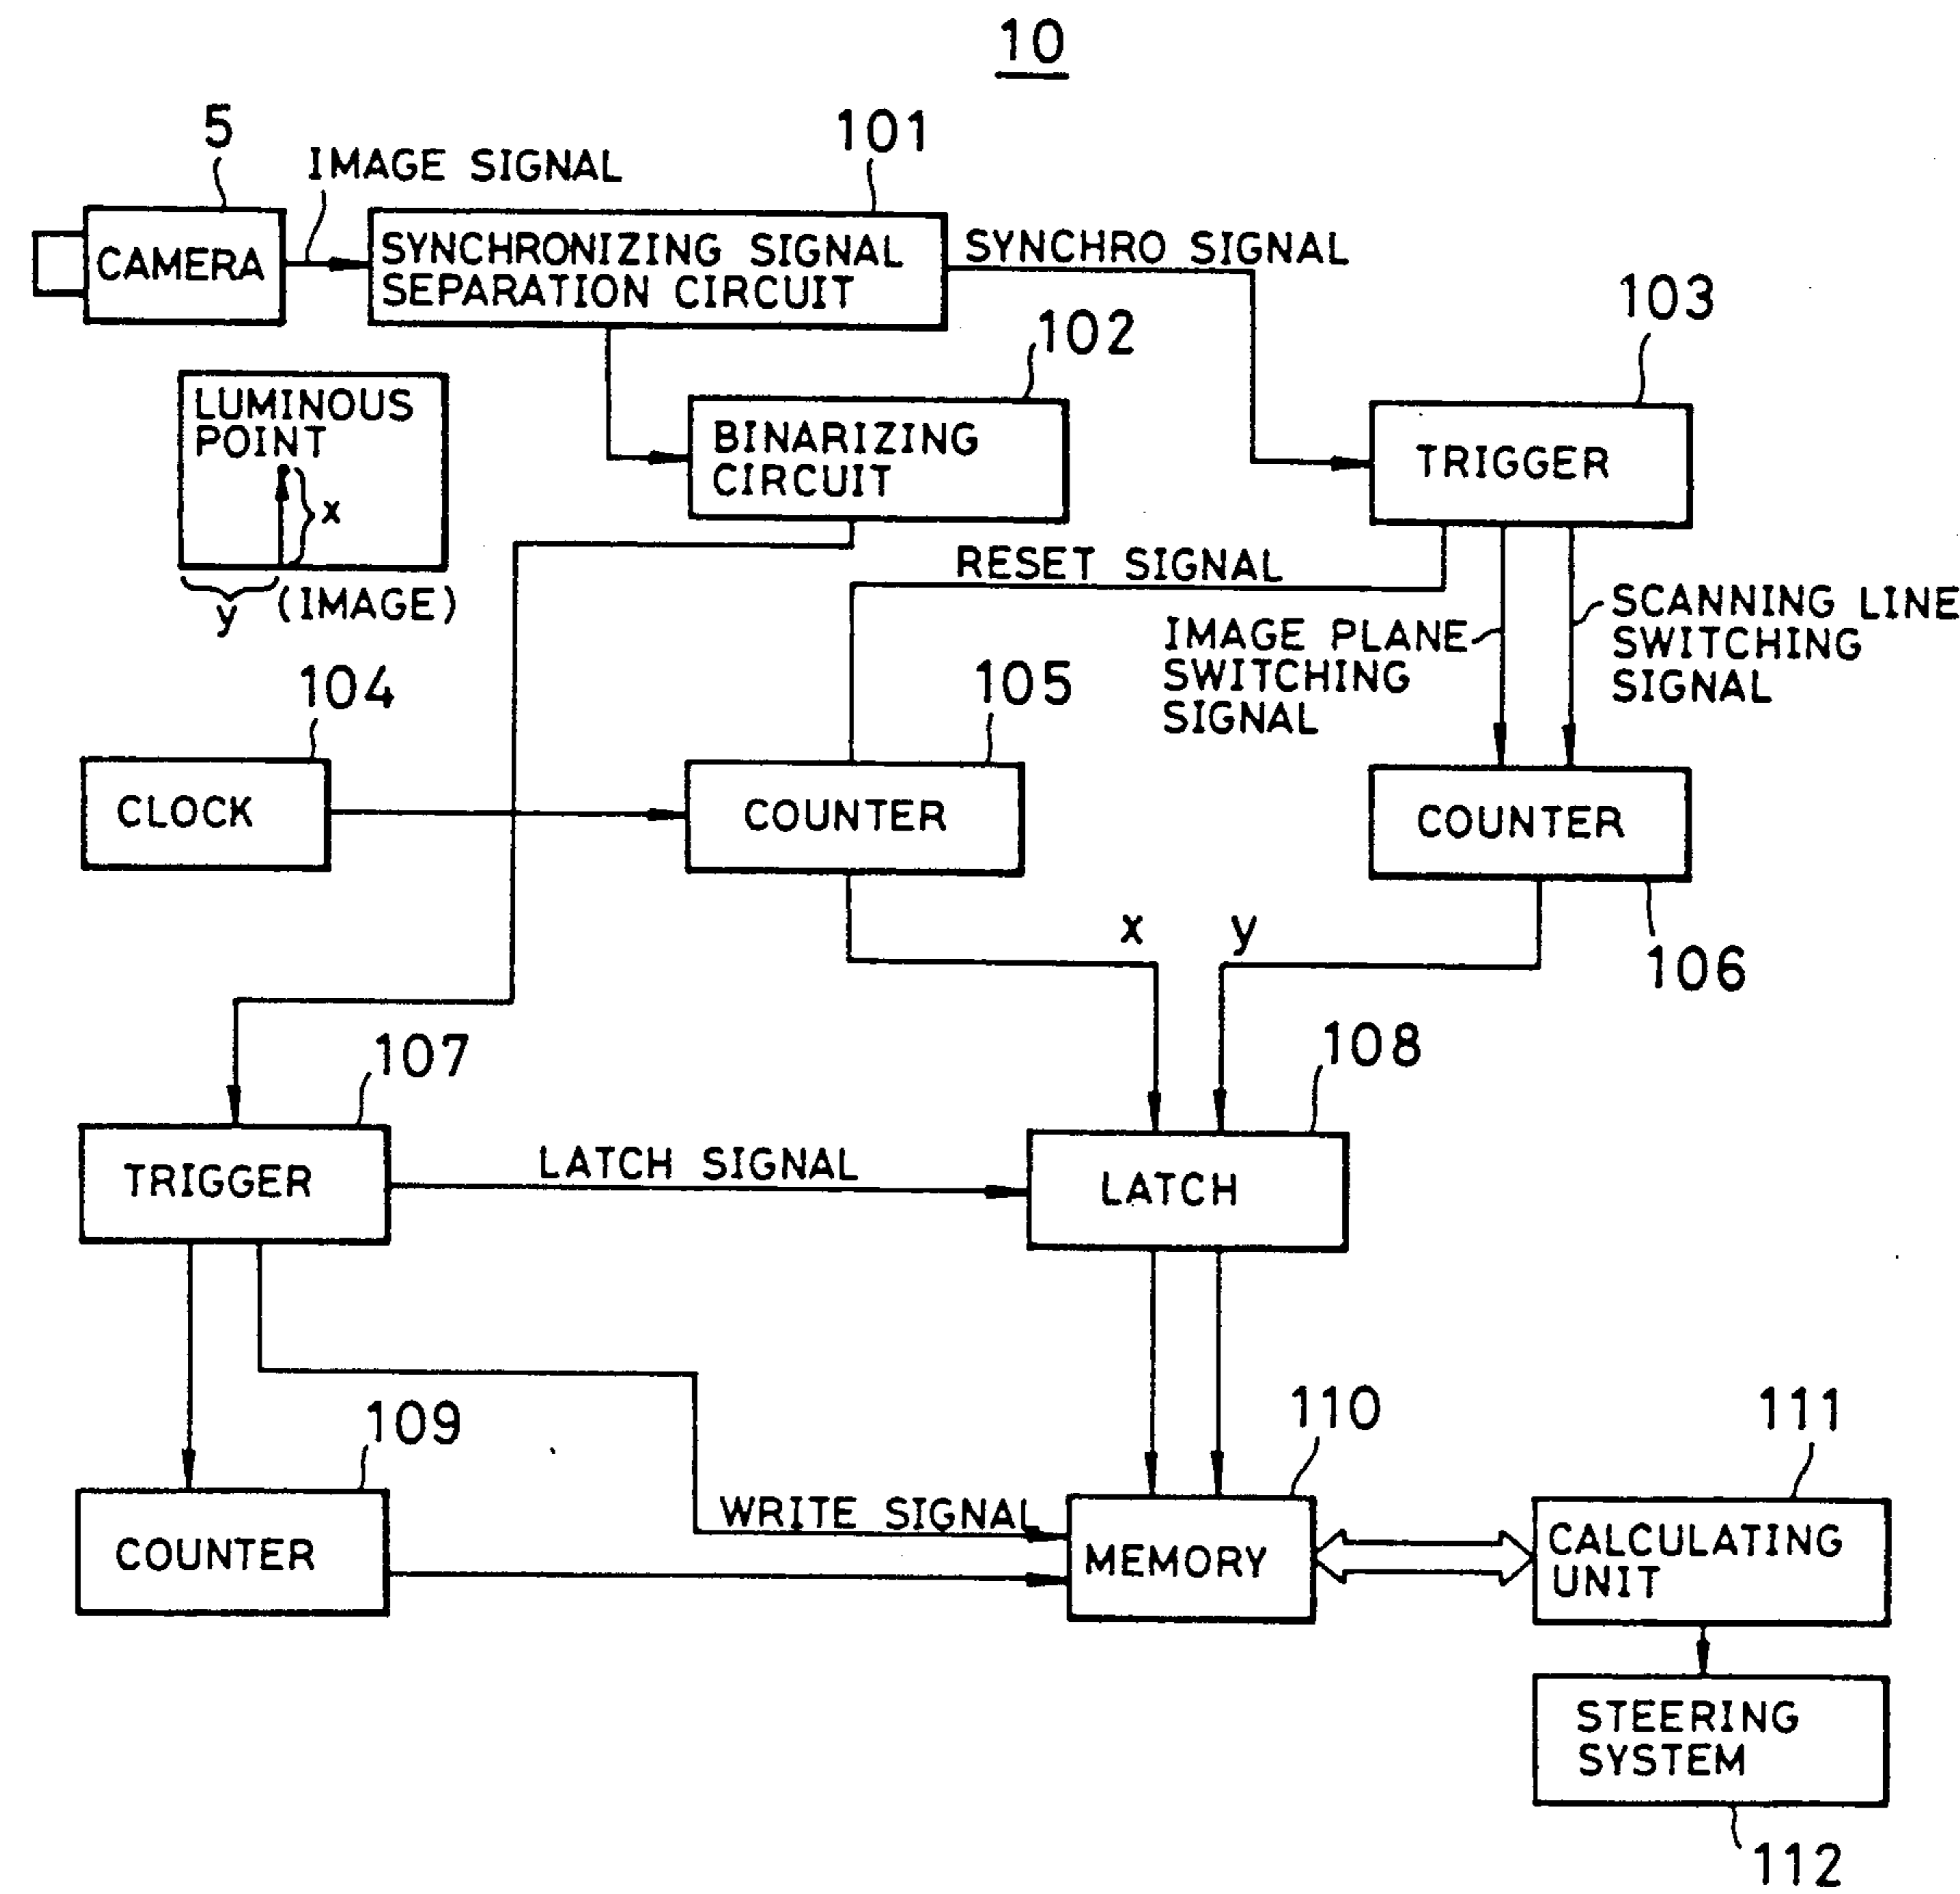 10
5
IMAGE SIGNAL
101
CAMERA
SYNCHRONIZING SIGNAL
SEPARATION CIRCUIT
SYNCHRO SIGNAL
102
103
LUMINOUS
POINT
x
y
(IMAGE)
BINARIZING
CIRCUIT
TRIGGER
RESET SIGNAL
IMAGE PLANE
SWITCHING
SIGNAL
SCANNING LINE
SWITCHING
SIGNAL
104
105
CLOCK
COUNTER
COUNTER
x
y
106
107
108
TRIGGER
LATCH SIGNAL
LATCH
109
110
111
COUNTER
WRITE SIGNAL
MEMORY
CALCULATING
UNIT
STEERING
SYSTEM
112